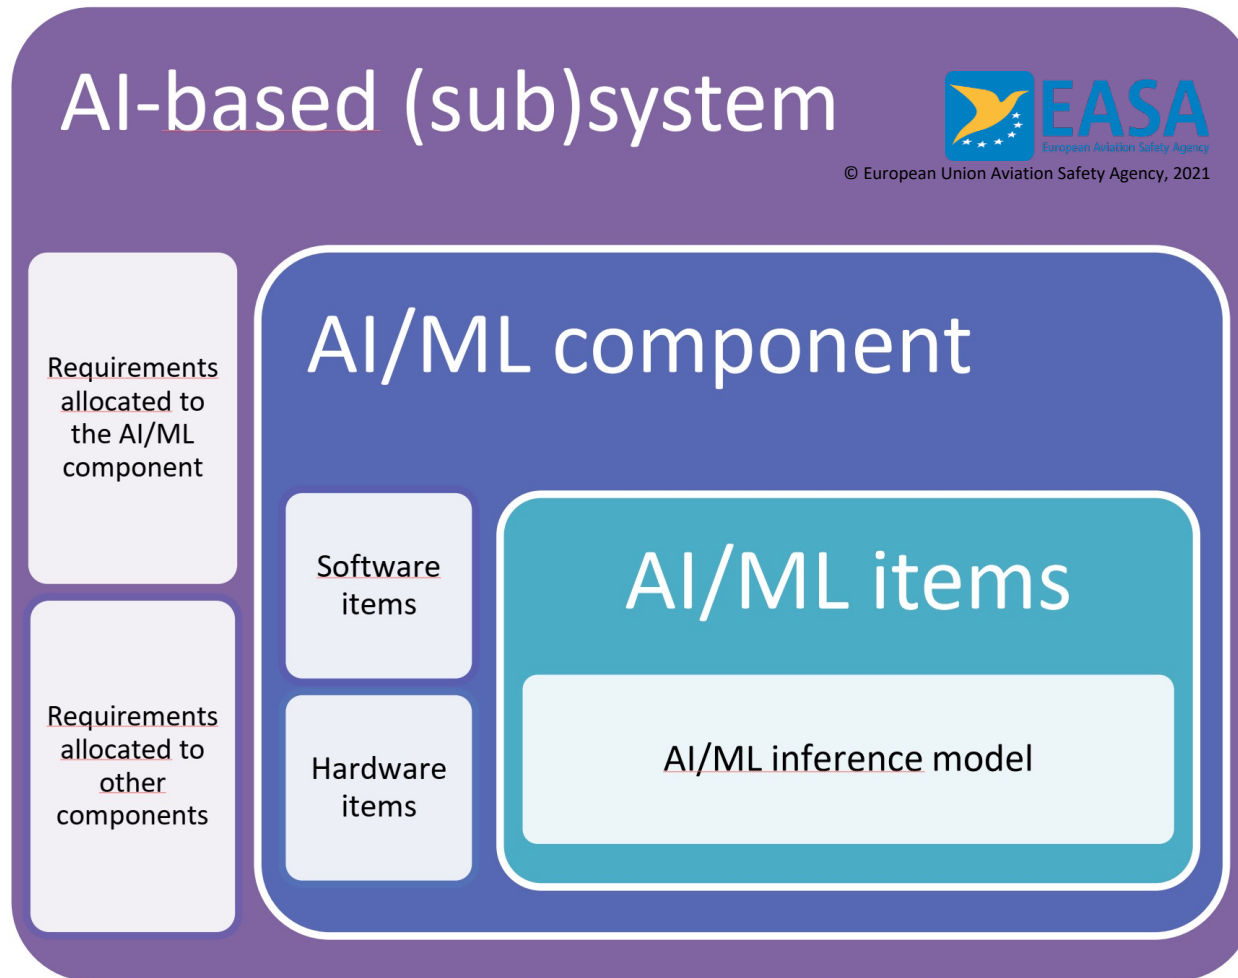 AI-based (sub)system
EASA
European Aviation Safety Agency
© European Union Aviation Safety Agency, 2021
Requirements
allocated to
the AI/ML
component
Requirements
allocated to
other
components
AI/ML component
Software
items
Hardware
items
AI/ML items
AI/ML inference model